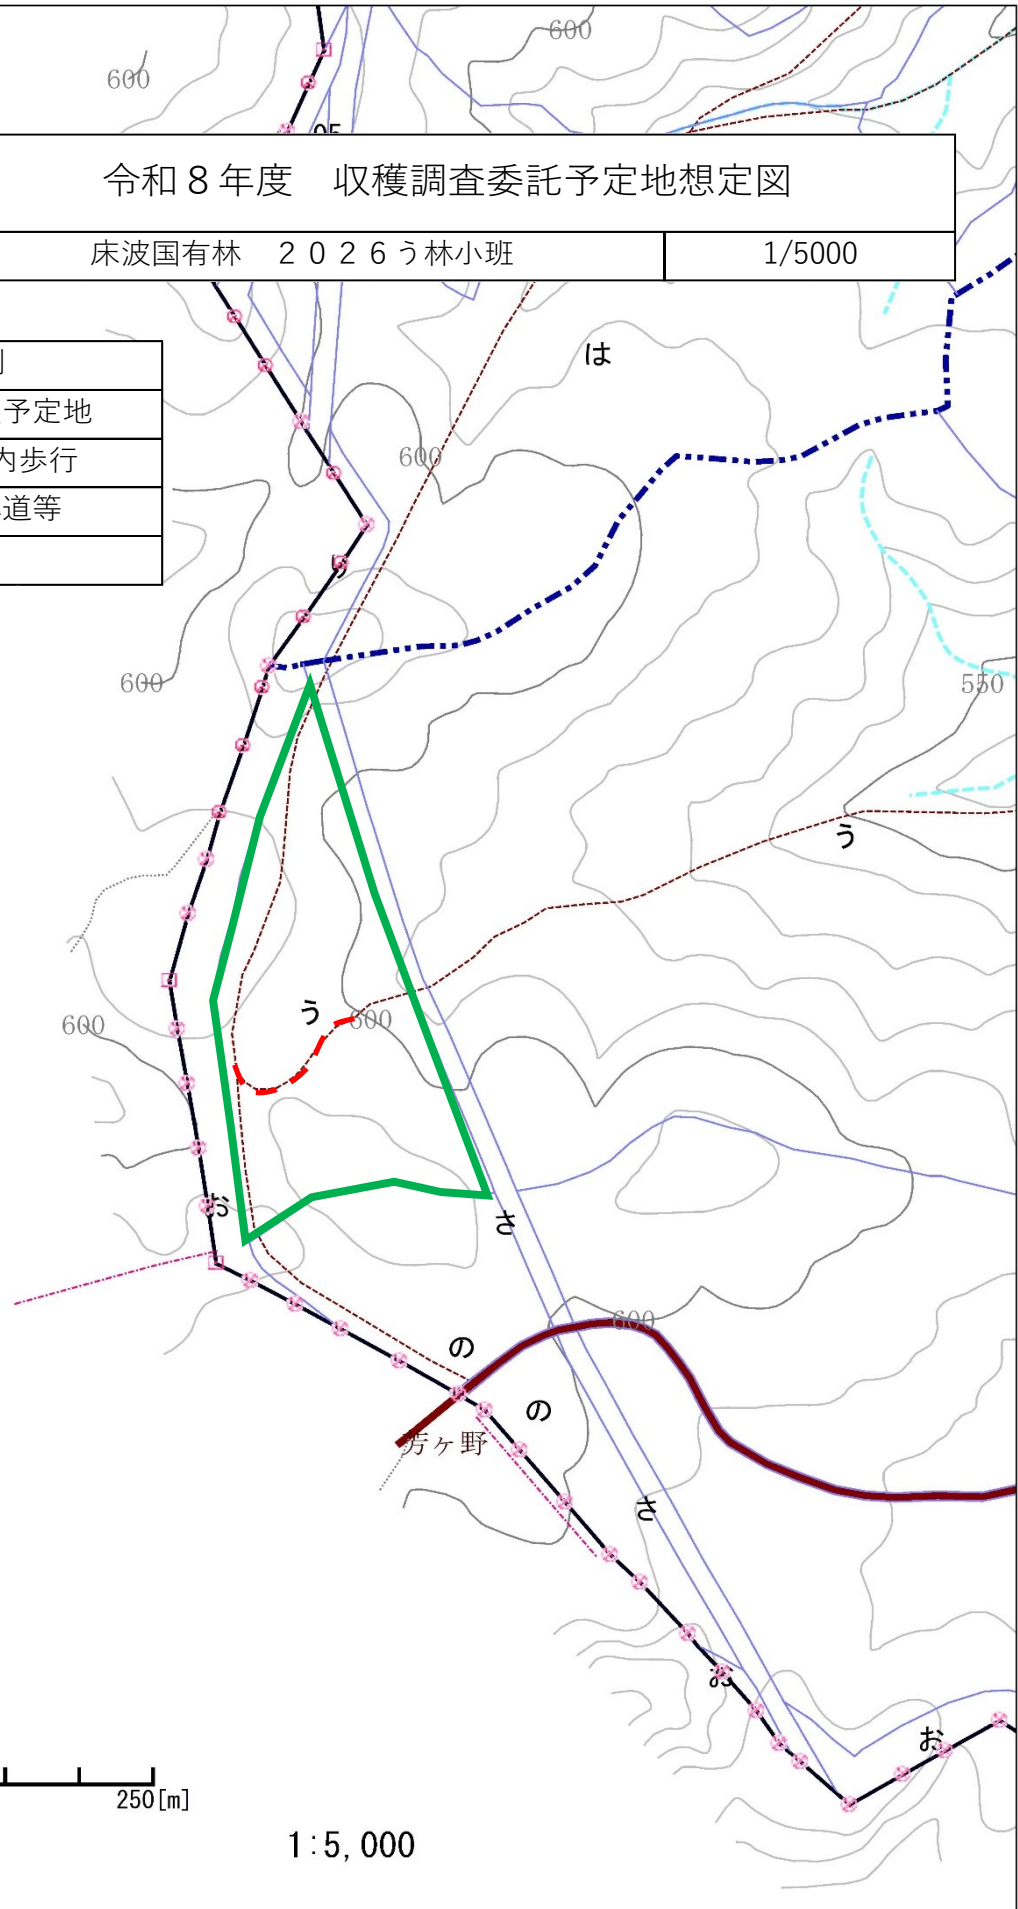 600
600
令和８年度　収穫調査委託予定地想定図
床波国有林　２０２６う林小班
1/5000
は
予定地
内歩行
道等
600
り
600
550
う
う
600
600
お
さ
600
の
の
芳ヶ野
さ
お
お
250[m]
1:5,000